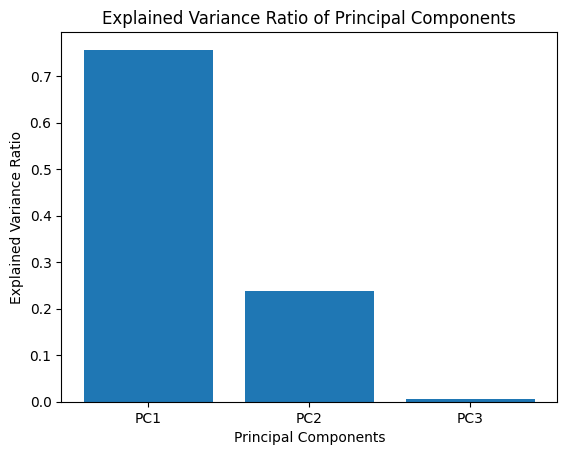 Explained Variance Ratio of Principal Components
Explained Variance Ratio
0.7
0.6
0.5
0.4
0.3
0.2
0.1
0.0
PC1 PC2 PC3
Principal Components